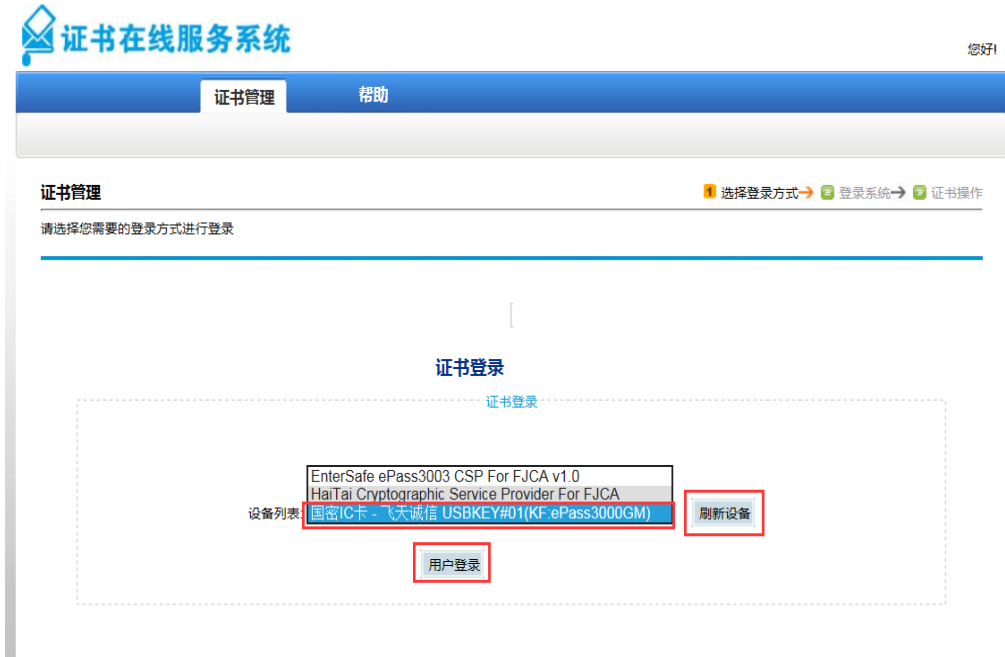 证书在线服务系统
您好!
证书管理 帮助
证书管理
1 选择登录方式 2 登录系统 3 证书操作
请选择您需要的登录方式进行登录
证书登录
证书登录
EnterSafe ePass3003 CSP For FJCA v1.0
HaiTai Cryptographic Service Provider For FJCA
设备列表: 国密IC卡 - 飞天诚信 USBKEY#01(KF:ePass3000GM) 刷新设备
用户登录